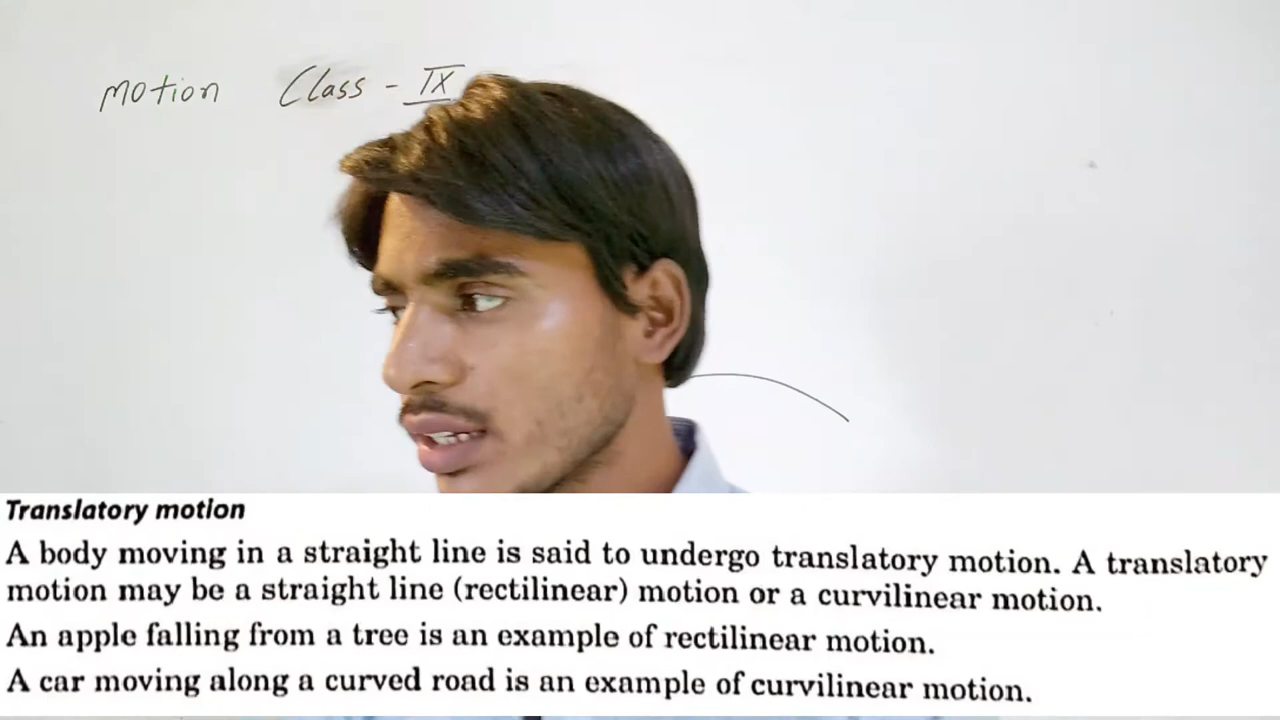 motion Class - IX
Translatory motion
A body moving in a straight line is said to undergo translatory motion. A translatory
motion may be a straight line (rectilinear) motion or a curvilinear motion.
An apple falling from a tree is an example of rectilinear motion.
A car moving along a curved road is an example of curvilinear motion.